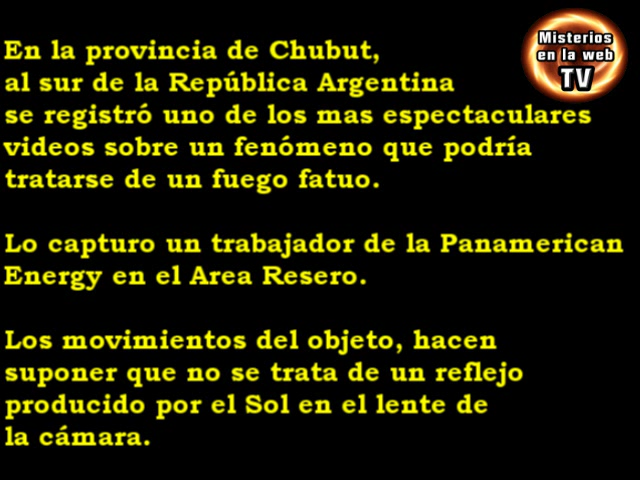 Misterios
en la web
TV
En la provincia de Chubut,
al sur de la República Argentina
se registró uno de los mas espectaculares
videos sobre un fenómeno que podría
tratarse de un fuego fatuo.
Lo capturo un trabajador de la Panamerican
Energy en el Area Resero.
Los movimientos del objeto, hacen
suponer que no se trata de un reflejo
producido por el Sol en el lente de
la cámara.